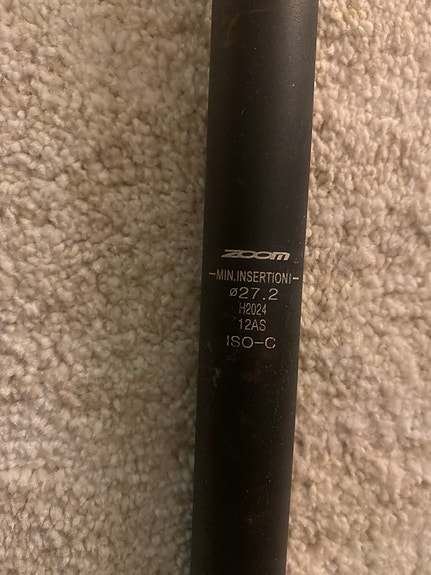 ZOOM
-MIN.INSERTION!-
ø27.2
H2024
12AS
ISO-C